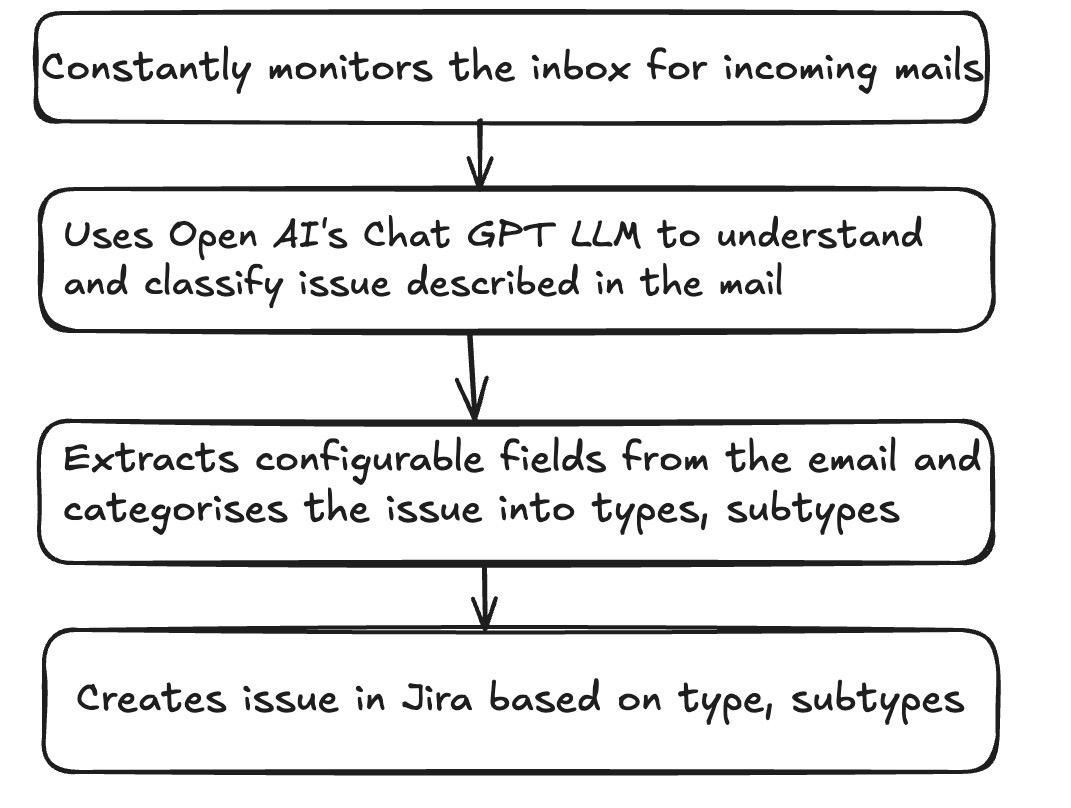 Constantly monitors the inbox for incoming mails
Uses Open AI's Chat GPT LLM to understand
and classify issue described in the mail
Extracts configurable fields from the email and
categorises the issue into types, subtypes
Creates issue in Jira based on type, subtypes